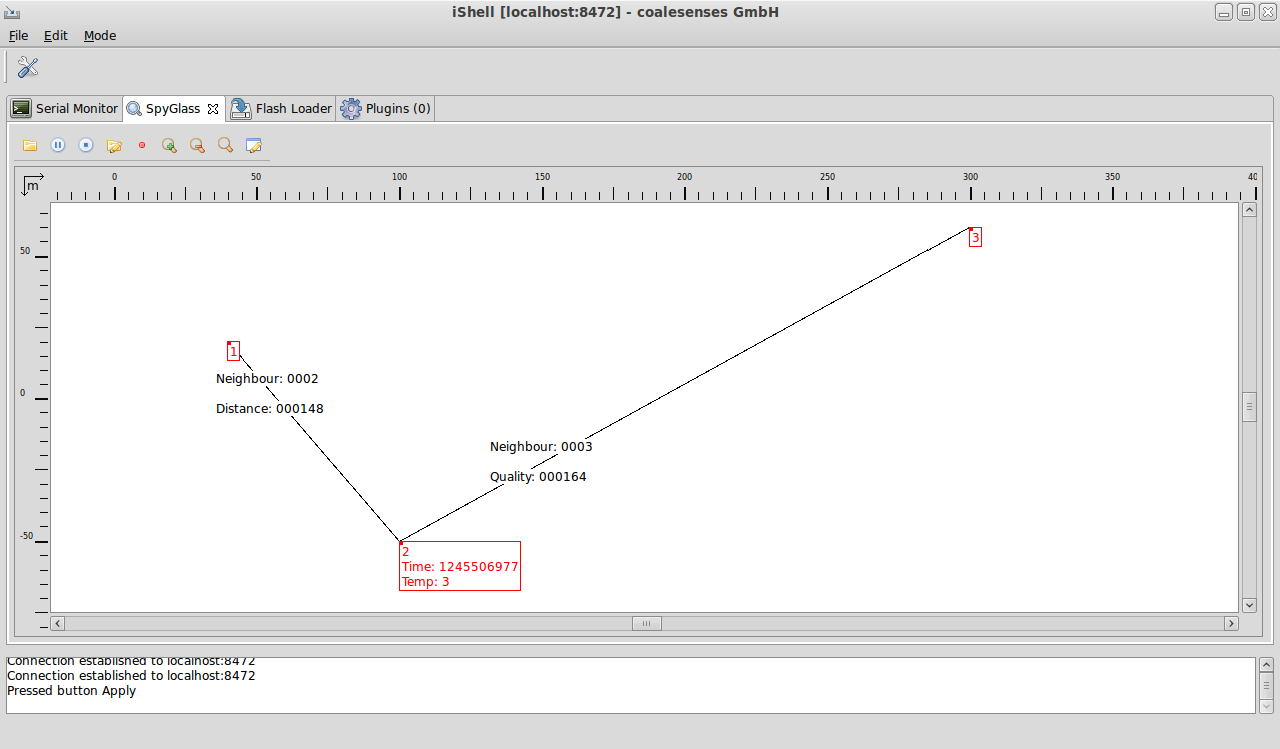 iShell [localhost:8472] - coalesenses GmbH
File Edit Mode
Serial Monitor SpyGlass Flash Loader Plugins (0)
m 0 50 100 150 200 250 300 350 40
50
3
1
Neighbour: 0002
0
Distance: 000148
Neighbour: 0003
Quality: 000164
-50
2
Time: 1245506977
Temp: 3
Connection established to localhost:8472
Connection established to localhost:8472
Pressed button Apply